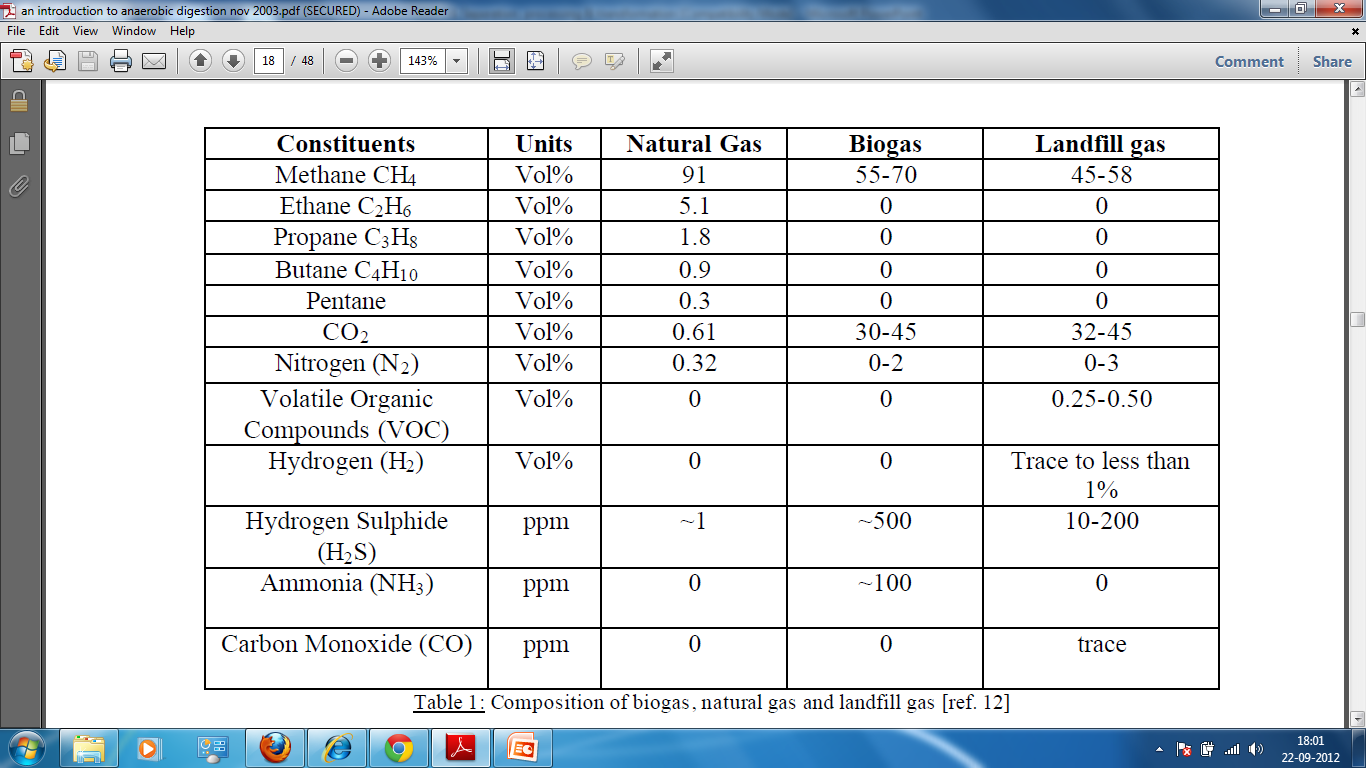 an introduction to anaerobic digestion nov 2003.pdf (SECURED) - Adobe Reader
File Edit View Window Help
18 / 48 143% Comment Share
Constituents Units Natural Gas Biogas Landfill gas
Methane CH4 Vol% 91 55-70 45-58
Ethane C2H6 Vol% 5.1 0 0
Propane C3H8 Vol% 1.8 0 0
Butane C4H10 Vol% 0.9 0 0
Pentane Vol% 0.3 0 0
CO2 Vol% 0.61 30-45 32-45
Nitrogen (N2) Vol% 0.32 0-2 0-3
Volatile Organic Vol% 0 0 0.25-0.50
Compounds (VOC)
Hydrogen (H2) Vol% 0 0 Trace to less than
1%
Hydrogen Sulphide ppm ~1 ~500 10-200
(H2S)
Ammonia (NH3) ppm 0 ~100 0
Carbon Monoxide (CO) ppm 0 0 trace
Table 1: Composition of biogas, natural gas and landfill gas [ref. 12]
18:01
22-09-2012